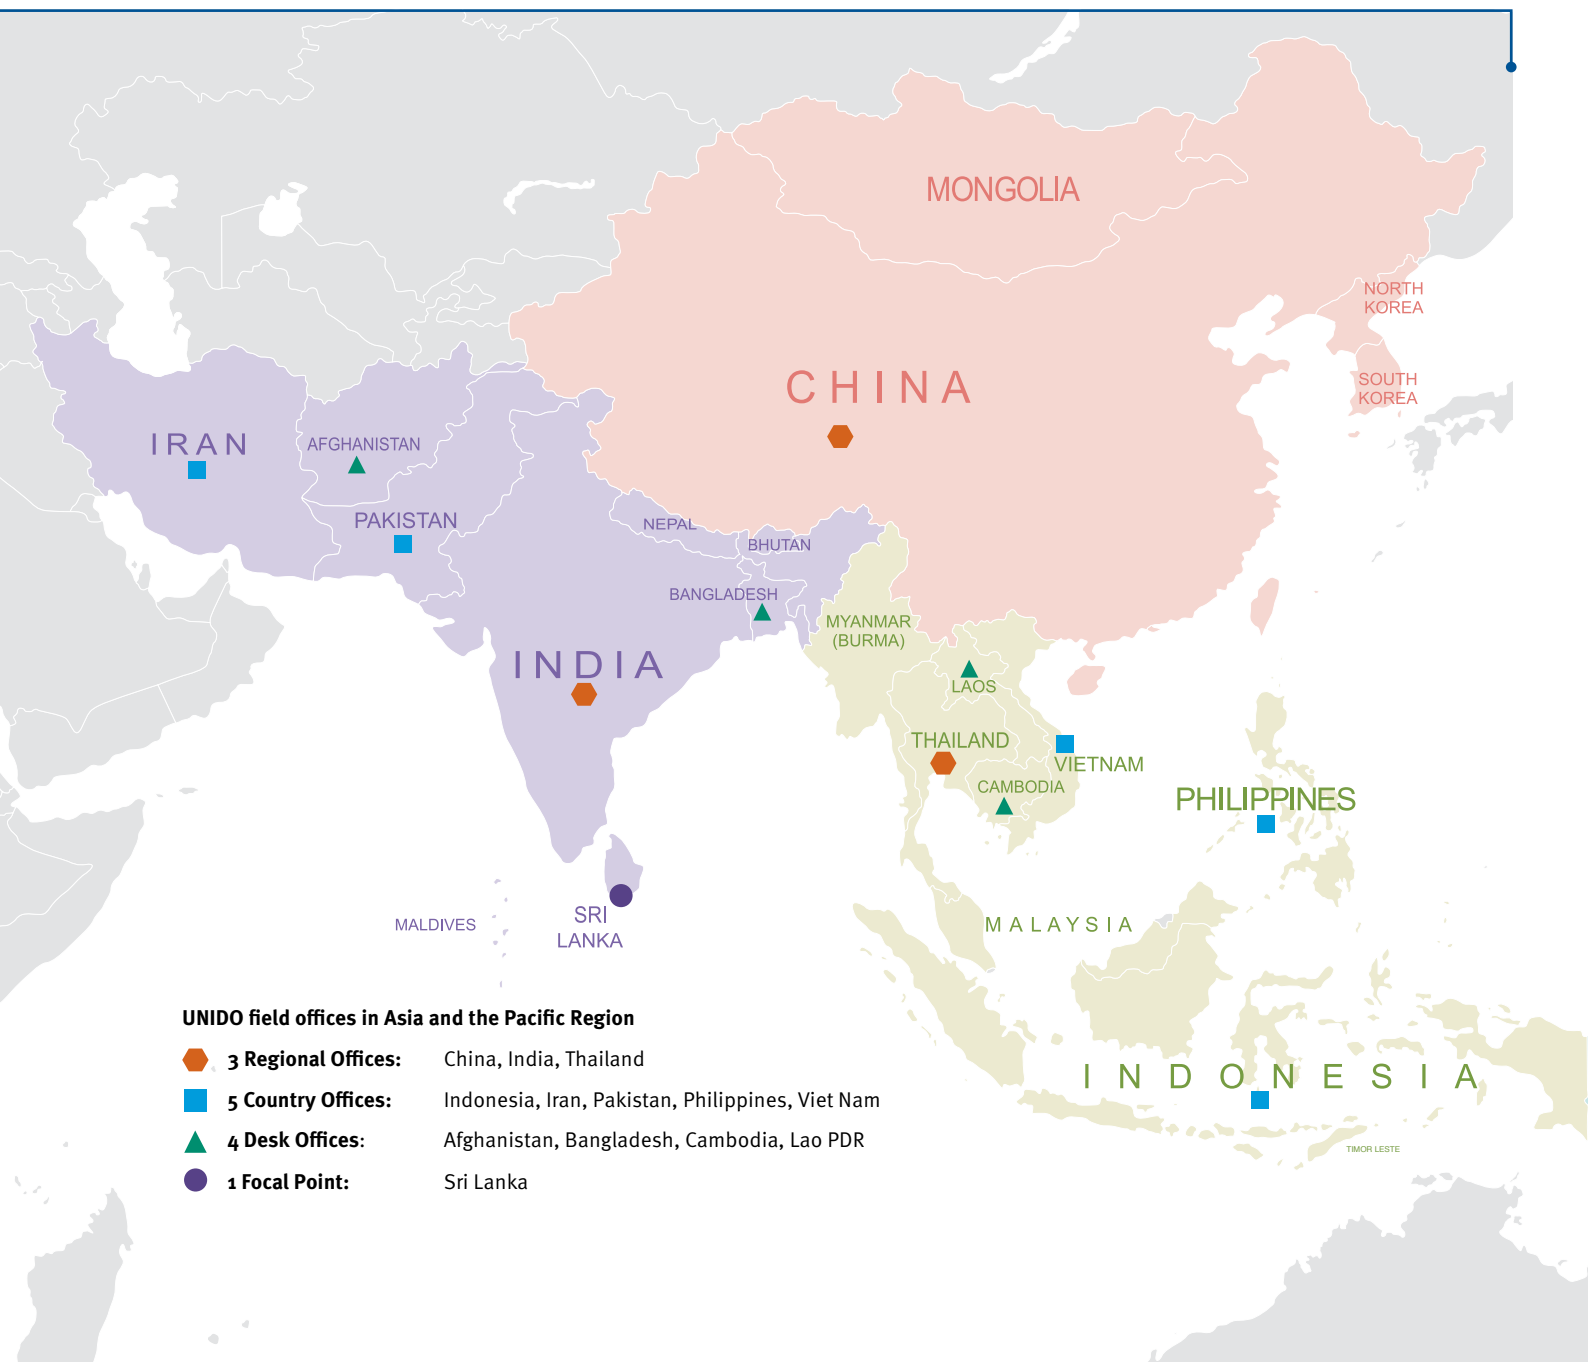 MONGOLIA
NORTH
KOREA
CHINA
SOUTH
KOREA
IRAN
AFGHANISTAN
PAKISTAN
NEPAL
BHUTAN
BANGLADESH
MYANMAR
(BURMA)
INDIA
LAOS
THAILAND
VIETNAM
CAMBODIA
PHILIPPINES
MALDIVES
SRI
LANKA
MALAYSIA
INDONESIA
TIMOR LESTE
UNIDO field offices in Asia and the Pacific Region
3 Regional Offices: China, India, Thailand
5 Country Offices: Indonesia, Iran, Pakistan, Philippines, Viet Nam
4 Desk Offices: Afghanistan, Bangladesh, Cambodia, Lao PDR
1 Focal Point: Sri Lanka